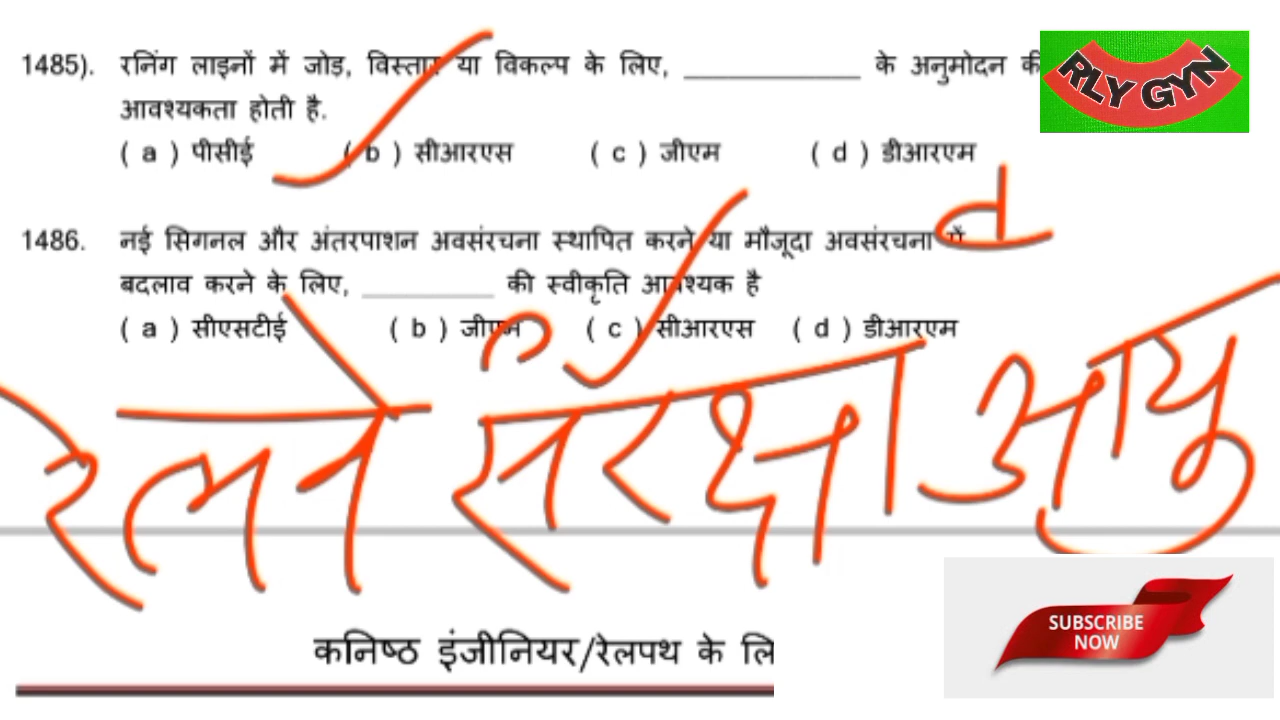 1485). रनिंग लाइनों में जोड़, विस्तार या विकल्प के लिए, ____________ के अनुमोदन की
आवश्यकता होती है.
( a ) पीसीई ( b ) सीआरएस ( c ) जीएम ( d ) डीआरएम
RLY GYN
d
1486. नई सिगनल और अंतरपाशन अवसंरचना स्थापित करने या मौजूदा अवसंरचना में
बदलाव करने के लिए, _________ की स्वीकृति आवश्यक है
( a ) सीएसटीई ( b ) जीएम ( c ) सीआरएस ( d ) डीआरएम
रेलवे संरक्षा आयु
कनिष्ठ इंजीनियर/रेलपथ के लि
SUBSCRIBE
NOW